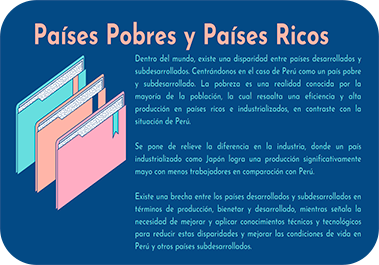 Países Pobres y Países Ricos
Dentro del mundo, existe una disparidad entre países desarrollados y
subdesarrollados. Centrándonos en el caso de Perú como un país pobre
y subdesarrollado. La pobreza es una realidad conocida por la
mayoría de la población, la cual resalta una eficiencia y alta
producción en países ricos e industrializados, en contraste con la
situación de Perú.
Se pone de relieve la diferencia en la industria, donde un país
industrializado como Japón logra una producción significativamente
mayo con menos trabajadores en comparación con Perú.
Existe una brecha entre los países desarrollados y subdesarrollados en
términos de producción, bienetar y desarrollado, mientras señala la
necesidad de mejorar y aplicar conocimientos técnicos y tecnológicos
para reducir estas disparidades y mejorar las condiciones de vida en
Perú y otros países subdesarrollados.